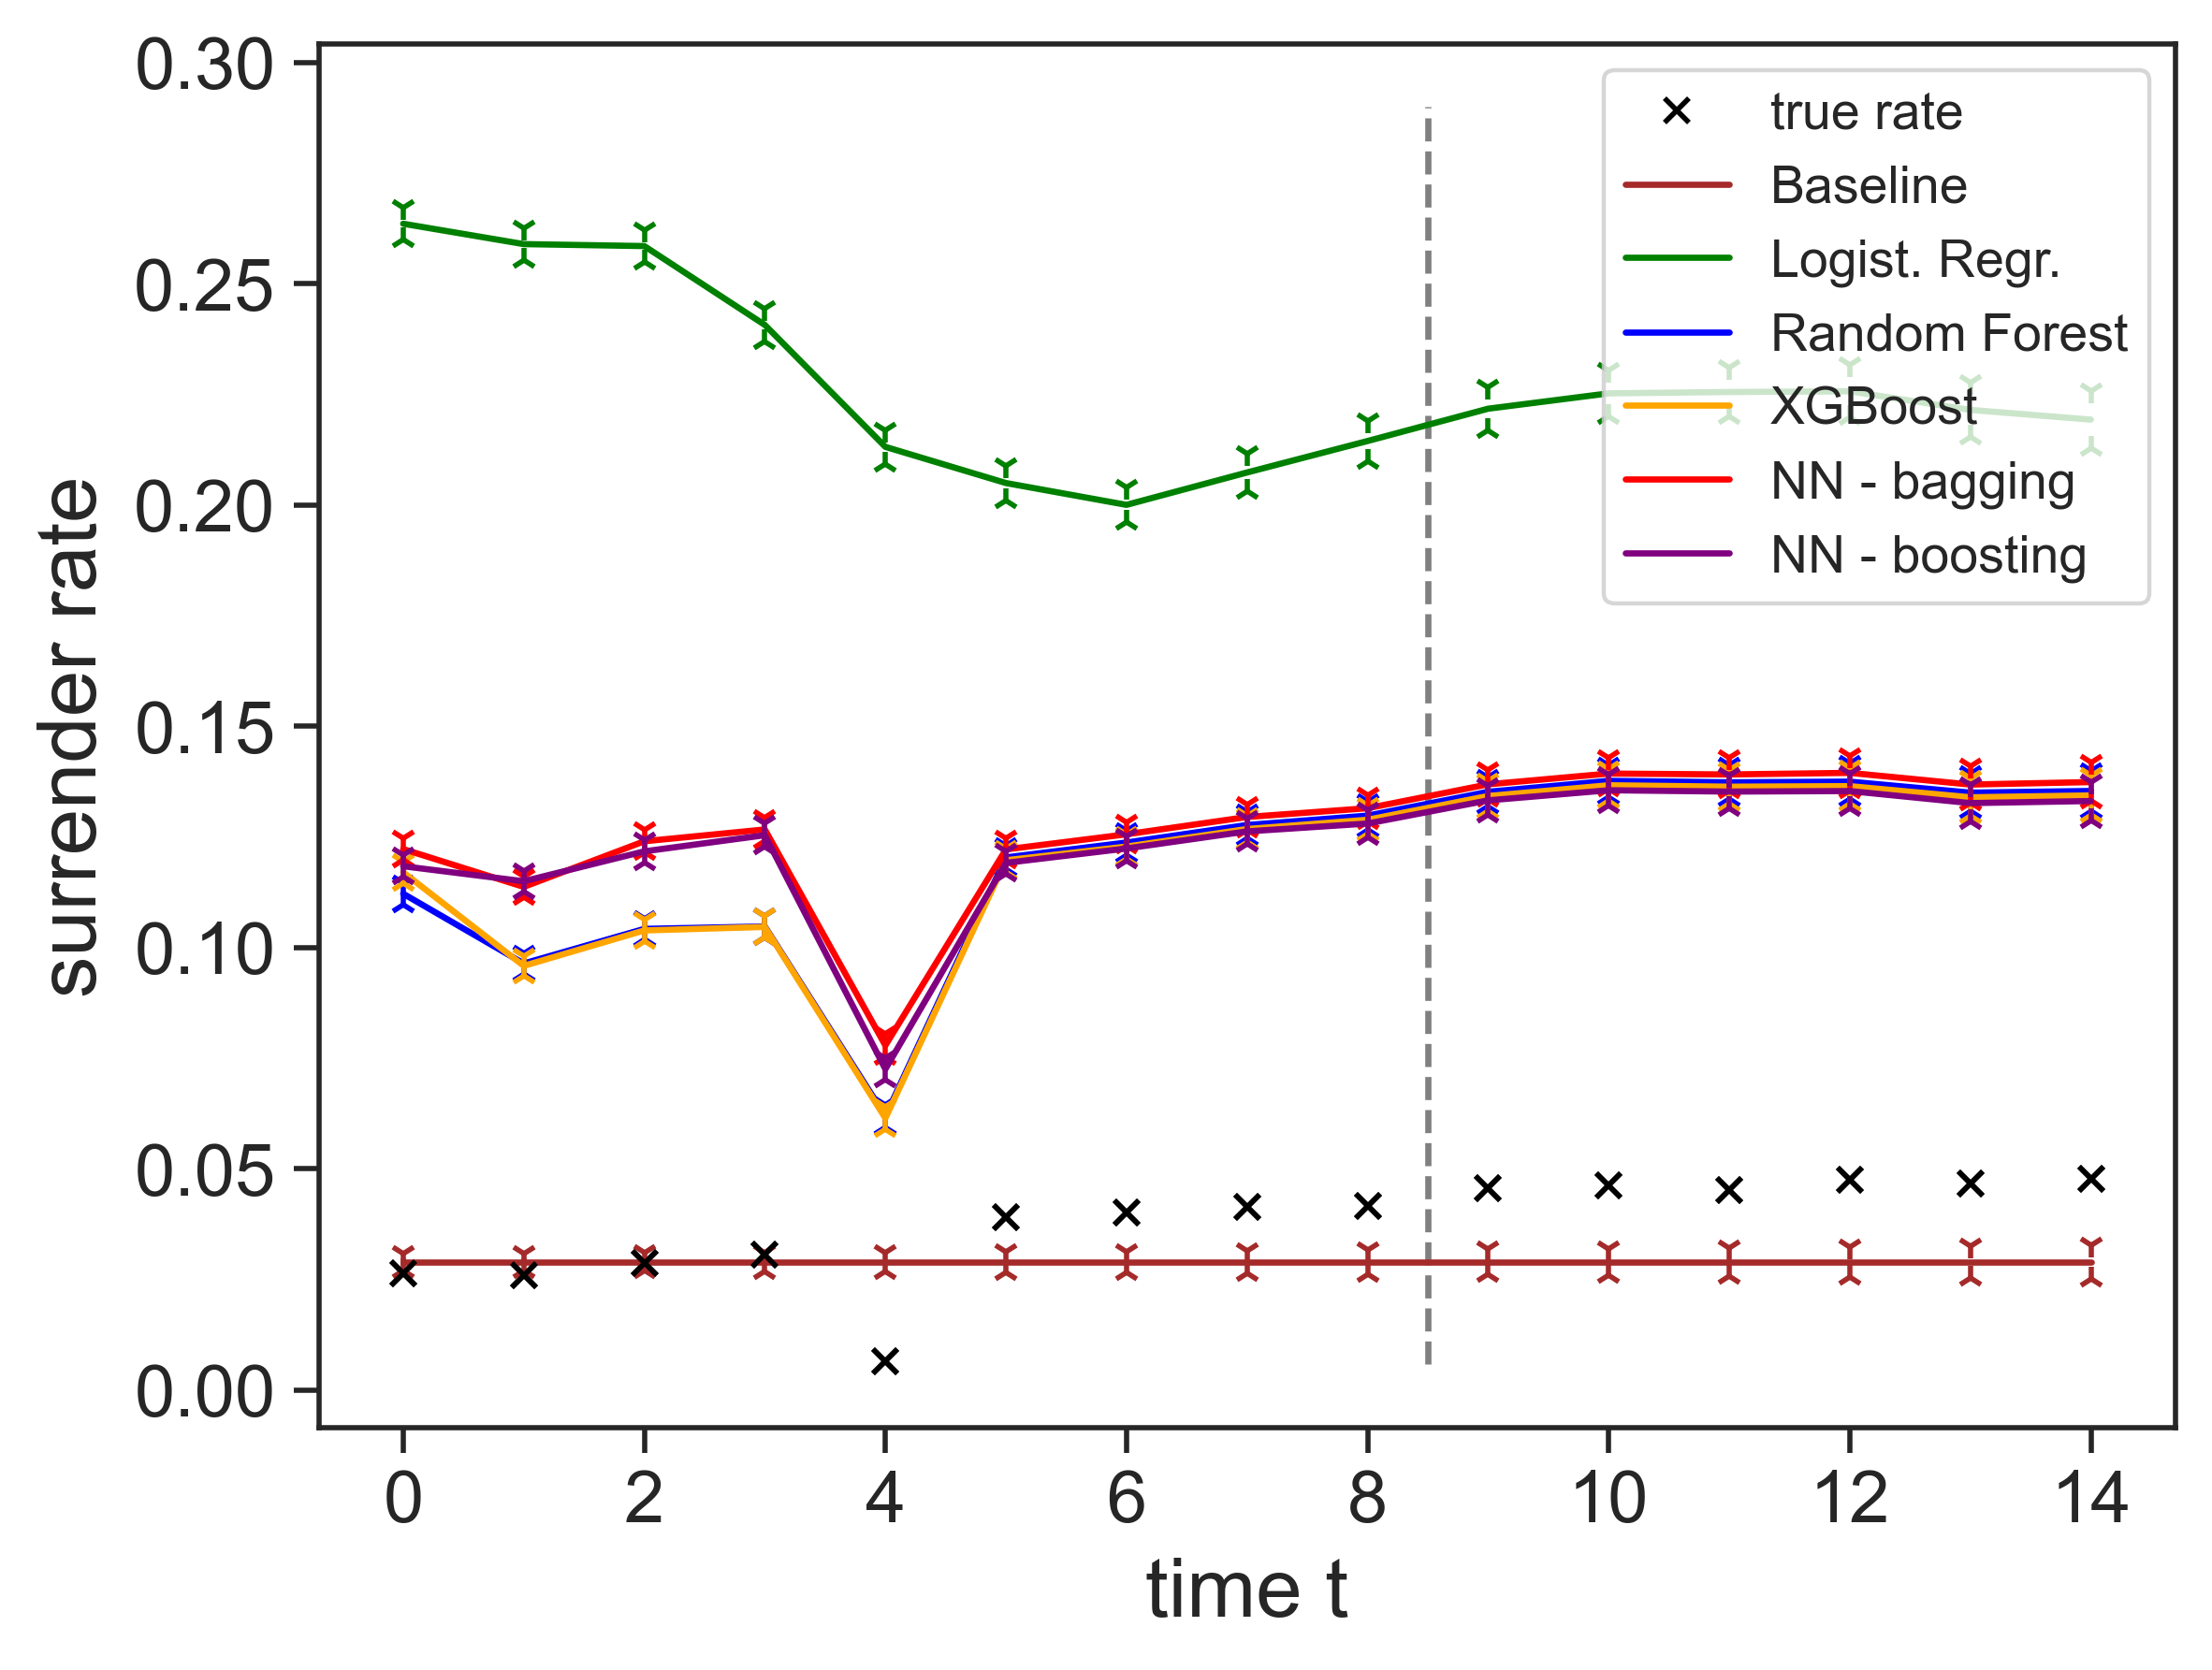 0.30
0.25
0.20
0.15
0.10
0.05
0.00
surrender rate
true rate
Baseline
Logist. Regr.
Random Forest
XGBoost
NN - bagging
NN - boosting
0 2 4 6 8 10 12 14
time t